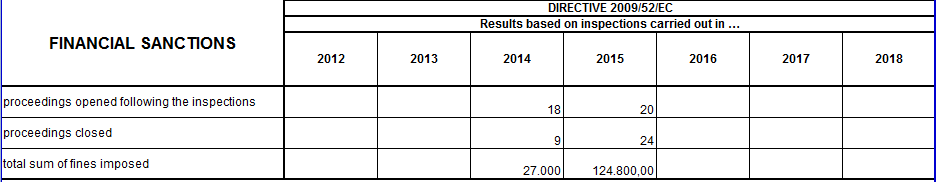 DIRECTIVE 2009/52/EC
Results based on inspections carried out in ...
FINANCIAL SANCTIONS
2012 2013 2014 2015 2016 2017 2018
proceedings opened following the inspections 18 20
proceedings closed 9 24
total sum of fines imposed 27.000 124.800,00